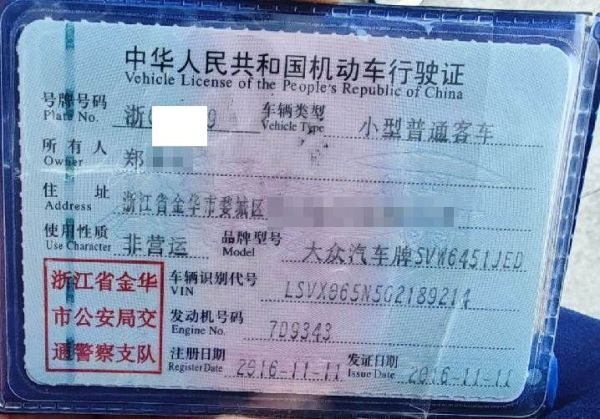 中华人民共和国机动车行驶证
Vehicle License of the People's Republic of China
号牌号码 浙 9 车辆类型 小型普通客车
Plate No. Vehicle Type
所有人 郑
Owner
住址 浙江省金华市婺城区
Address
使用性质 非营运 品牌型号 大众汽车牌SVW6451JED
Use Character Model
浙江省金华
市公安局交
通警察支队
车辆识别代号 LSVX065N5G2189214
VIN
发动机号码 7D9343
Engine No.
注册日期 2016-11-11 发证日期 2016-11-11
Register Date Issue Date